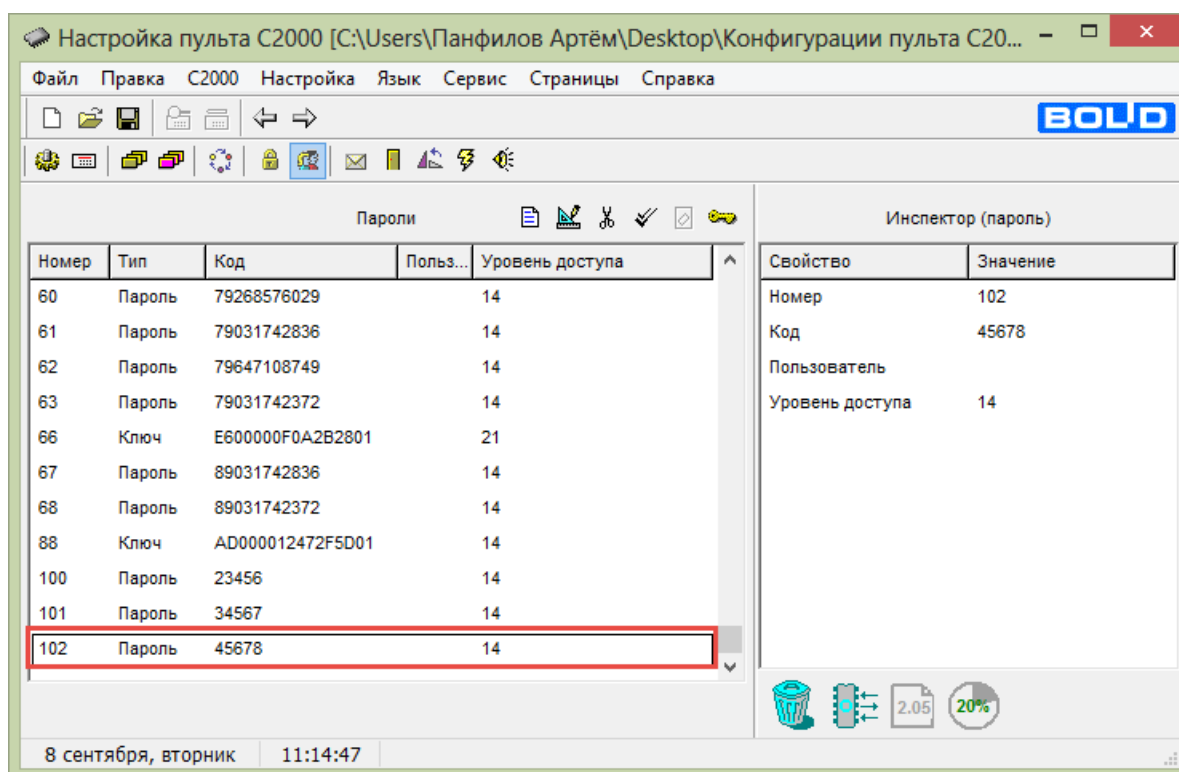 Настройка пульта C2000 [C:\Users\Панфилов Артём\Desktop\Конфигурации пульта C20...
Файл Правка C2000 Настройка Язык Сервис Страницы Справка
BOLID
Пароли
Инспектор (пароль)
Номер Тип Код Польз... Уровень доступа
Свойство Значение
60 Пароль 79268576029 14
Номер 102
61 Пароль 79031742836 14
Код 45678
62 Пароль 79647108749 14
Пользователь
63 Пароль 79031742372 14
Уровень доступа 14
66 Ключ E600000F0A2B2801 21
67 Пароль 89031742836 14
68 Пароль 89031742372 14
88 Ключ AD000012472F5D01 14
100 Пароль 23456 14
101 Пароль 34567 14
102 Пароль 45678 14
2.05 20%
8 сентября, вторник 11:14:47